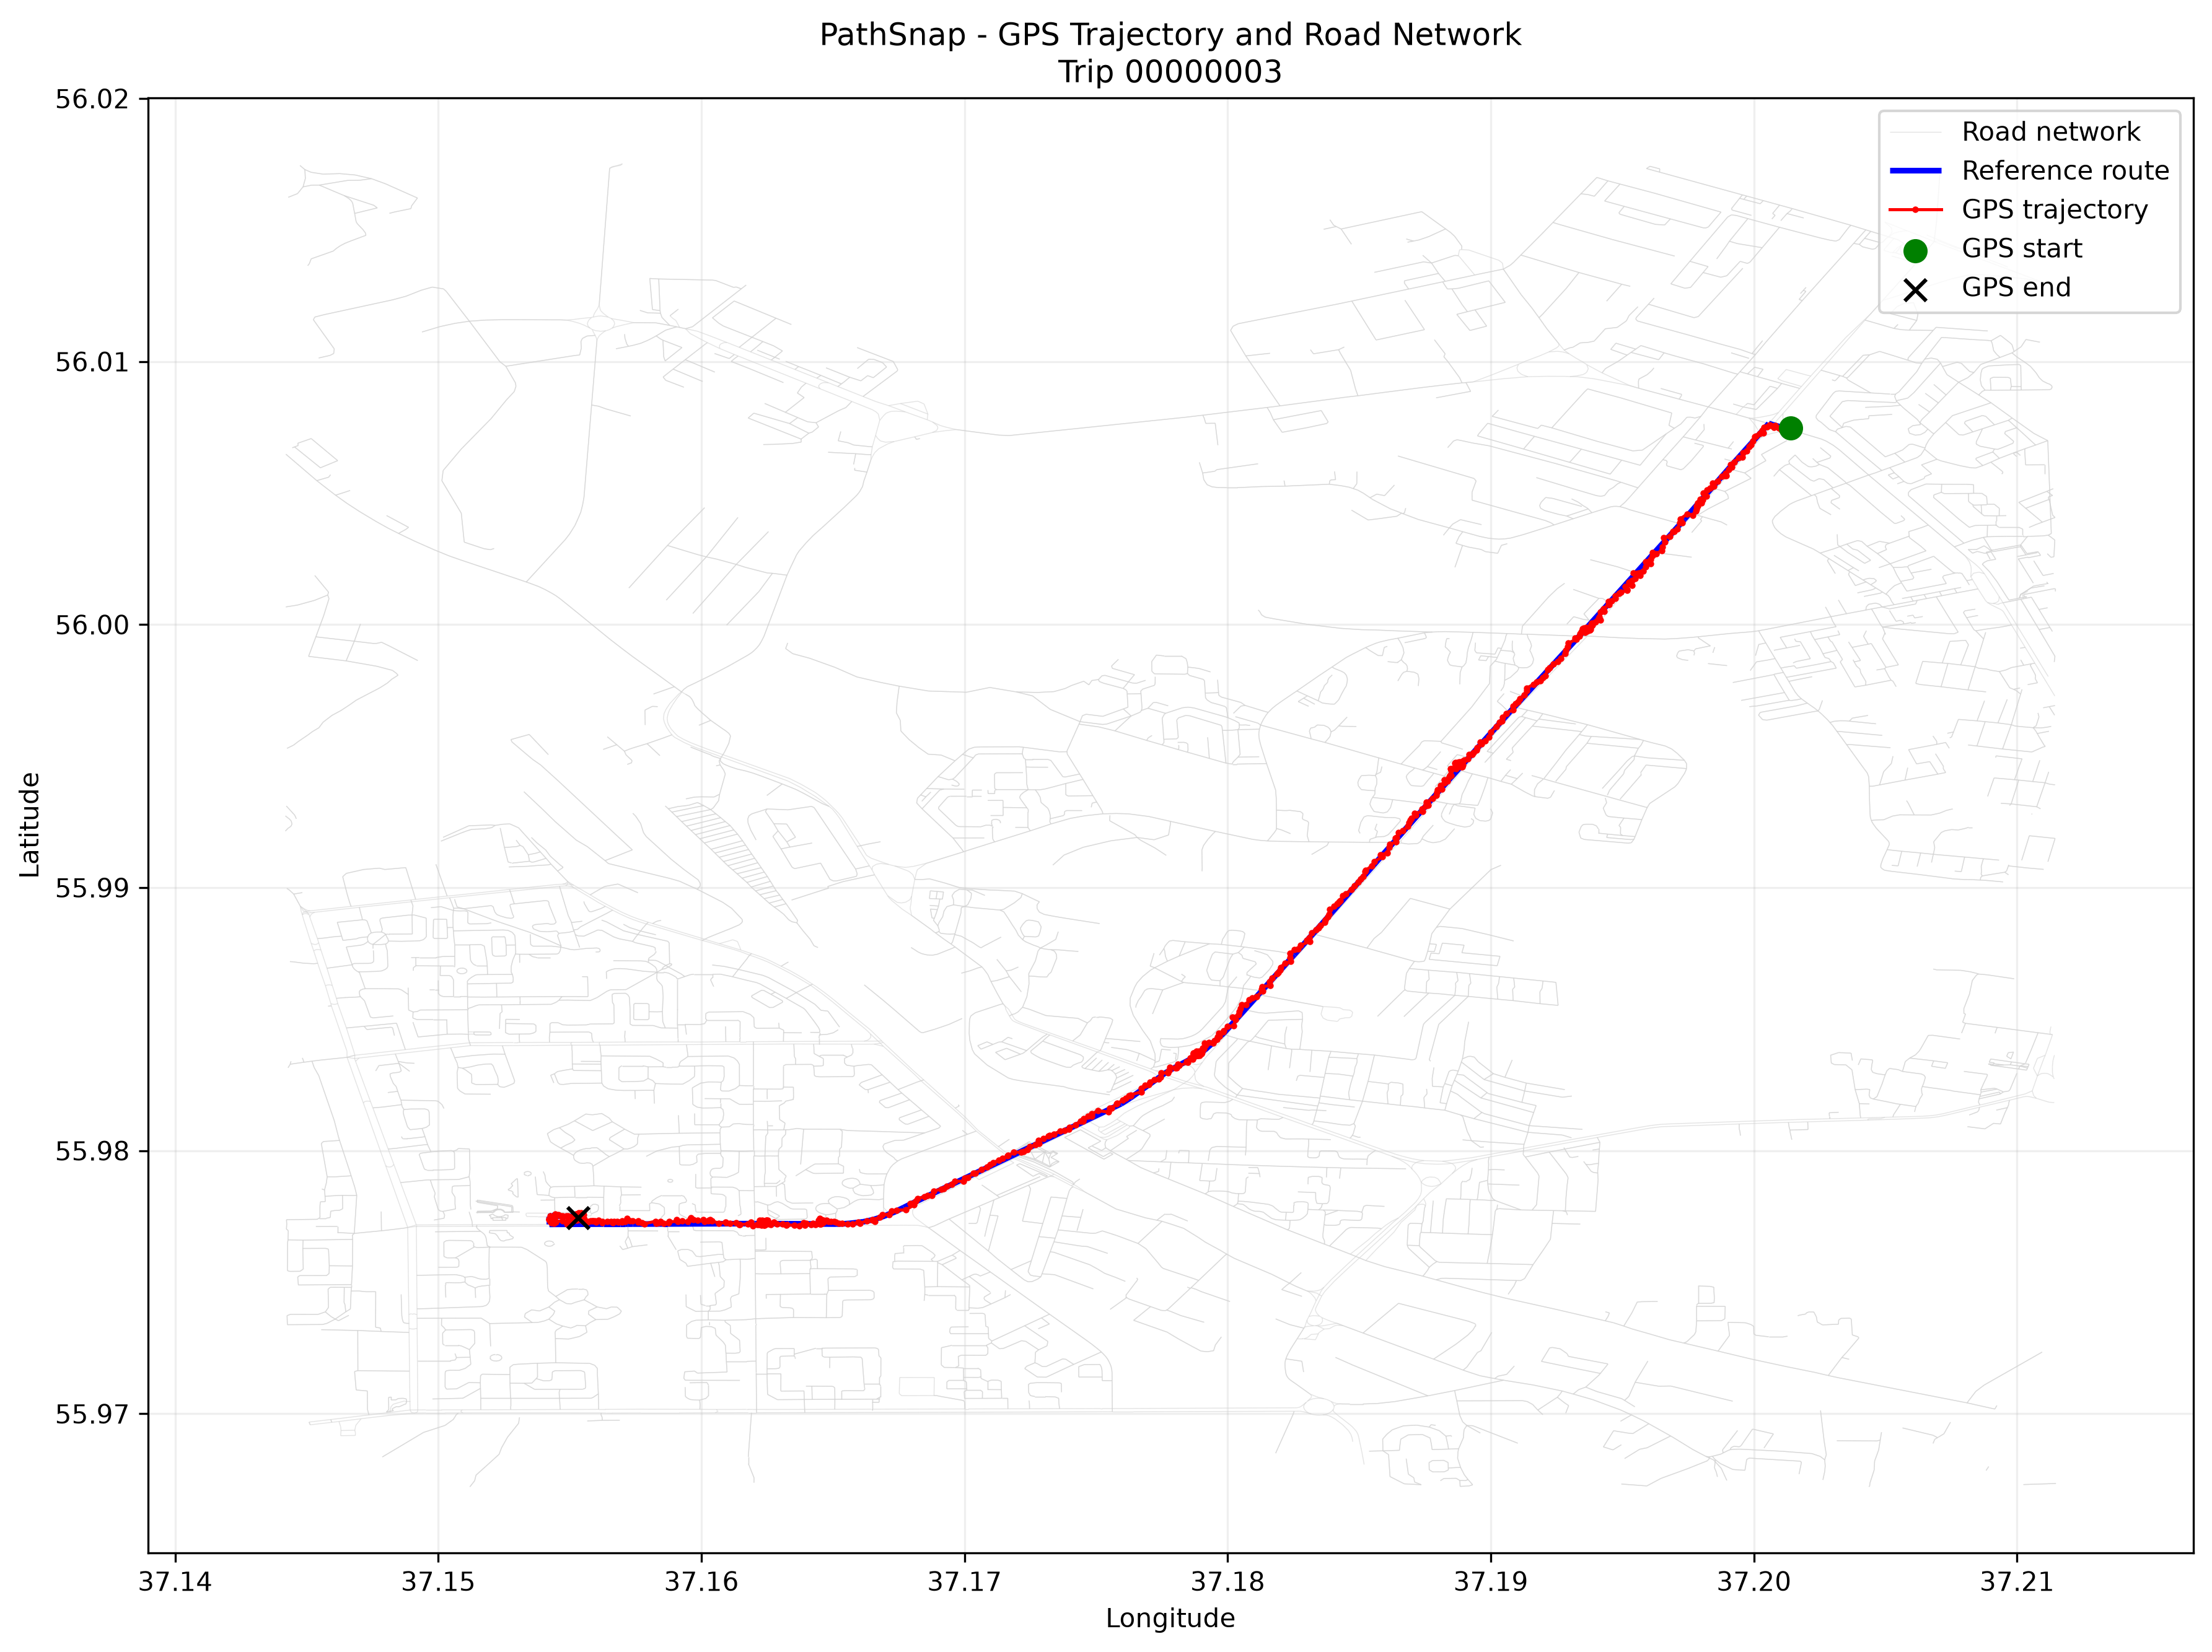 PathSnap - GPS Trajectory and Road Network
Trip 00000003
Road network
Reference route
GPS trajectory
GPS start
GPS end
Latitude
56.02
56.01
56.00
55.99
55.98
55.97
37.14 37.15 37.16 37.17 37.18 37.19 37.20 37.21
Longitude